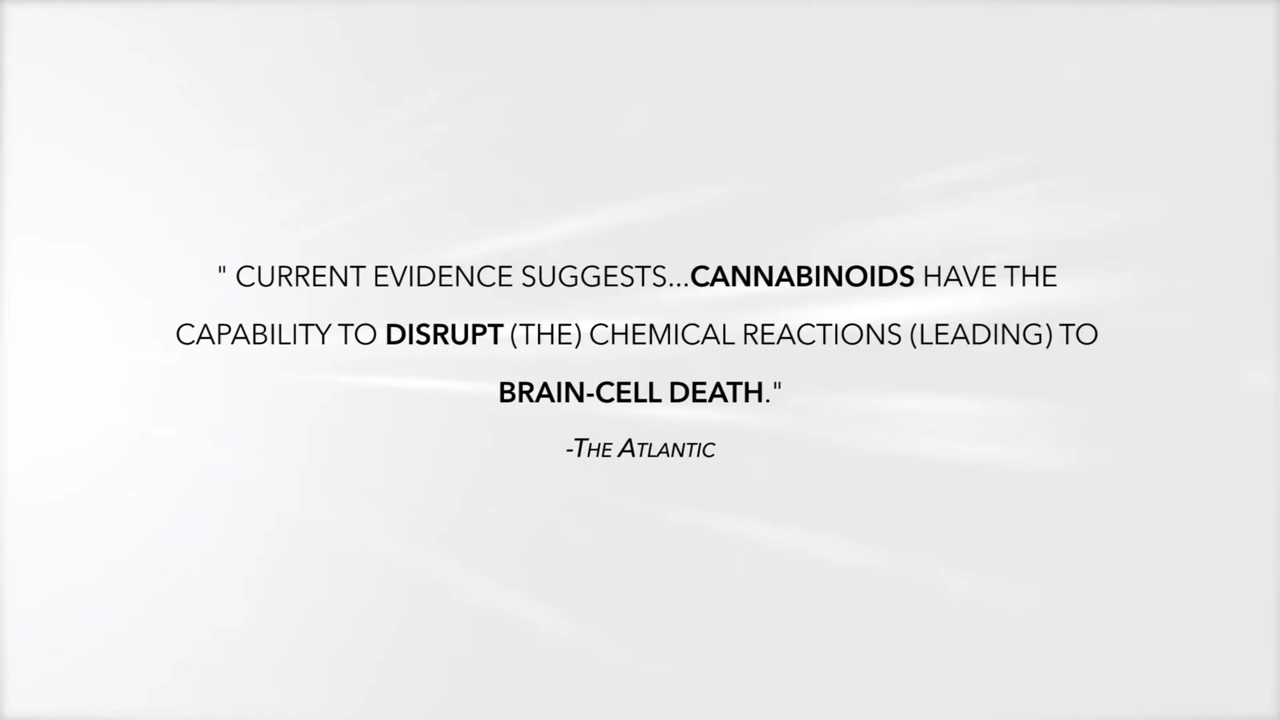 " CURRENT EVIDENCE SUGGESTS...CANNABINOIDS HAVE THE
CAPABILITY TO DISRUPT (THE) CHEMICAL REACTIONS (LEADING) TO
BRAIN-CELL DEATH."
-THE ATLANTIC